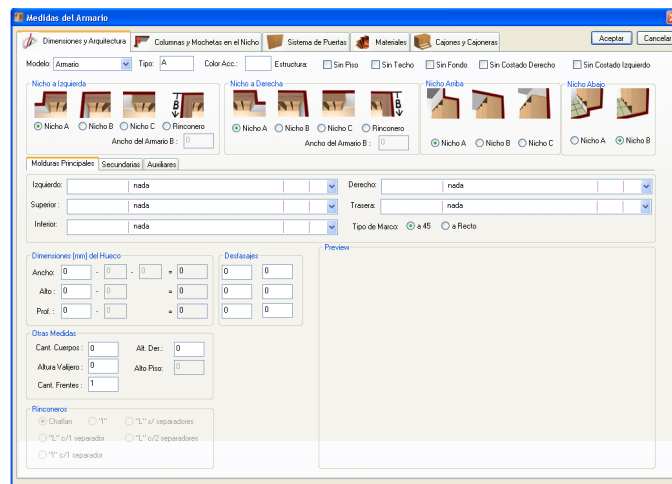 Medidas del Armario
Dimensiones y Arquitectura Columnas y Mochetas en el Nicho Sistema de Puertas Materiales Cajones y Cajoneras Aceptar Cancelar
Modelo: Armario Tipo: A Color Acc.: Estructura: Sin Piso Sin Techo Sin Fondo Sin Costado Derecho Sin Costado Izquierdo
Nicho a Izquierda Nicho a Derecha Nicho Arriba Nicho Abajo
B B
Nicho A Nicho B Nicho C Rinconero Nicho A Nicho B Nicho C Rinconero Nicho A Nicho B Nicho C Nicho A Nicho B
Ancho del Armario B : 0 Ancho del Armario B : 0
Molduras Principales Secundarias Auxiliares
Izquierdo: nada Derecho: nada
Superior : nada Trasera: nada
Inferior: nada Tipo de Marco: a 45 a Recto
Dimensiones [mm] del Hueco Desfasajes Preview
Ancho: 0 - 0 - 0 = 0 0 0
Alto : 0 - 0 = 0 0 0
Prof. : 0 - 0 = 0 0 0
Otras Medidas
Cant. Cuerpos : 0 Alt. Der.: 0
Altura Valijero : 0 Alto Piso: 0
Cant. Frentes : 1
Rinconeros
Chaflan "I" "L" s/ separadores
"L" c/1 separador "L" c/2 separadores
"I" c/1 separador